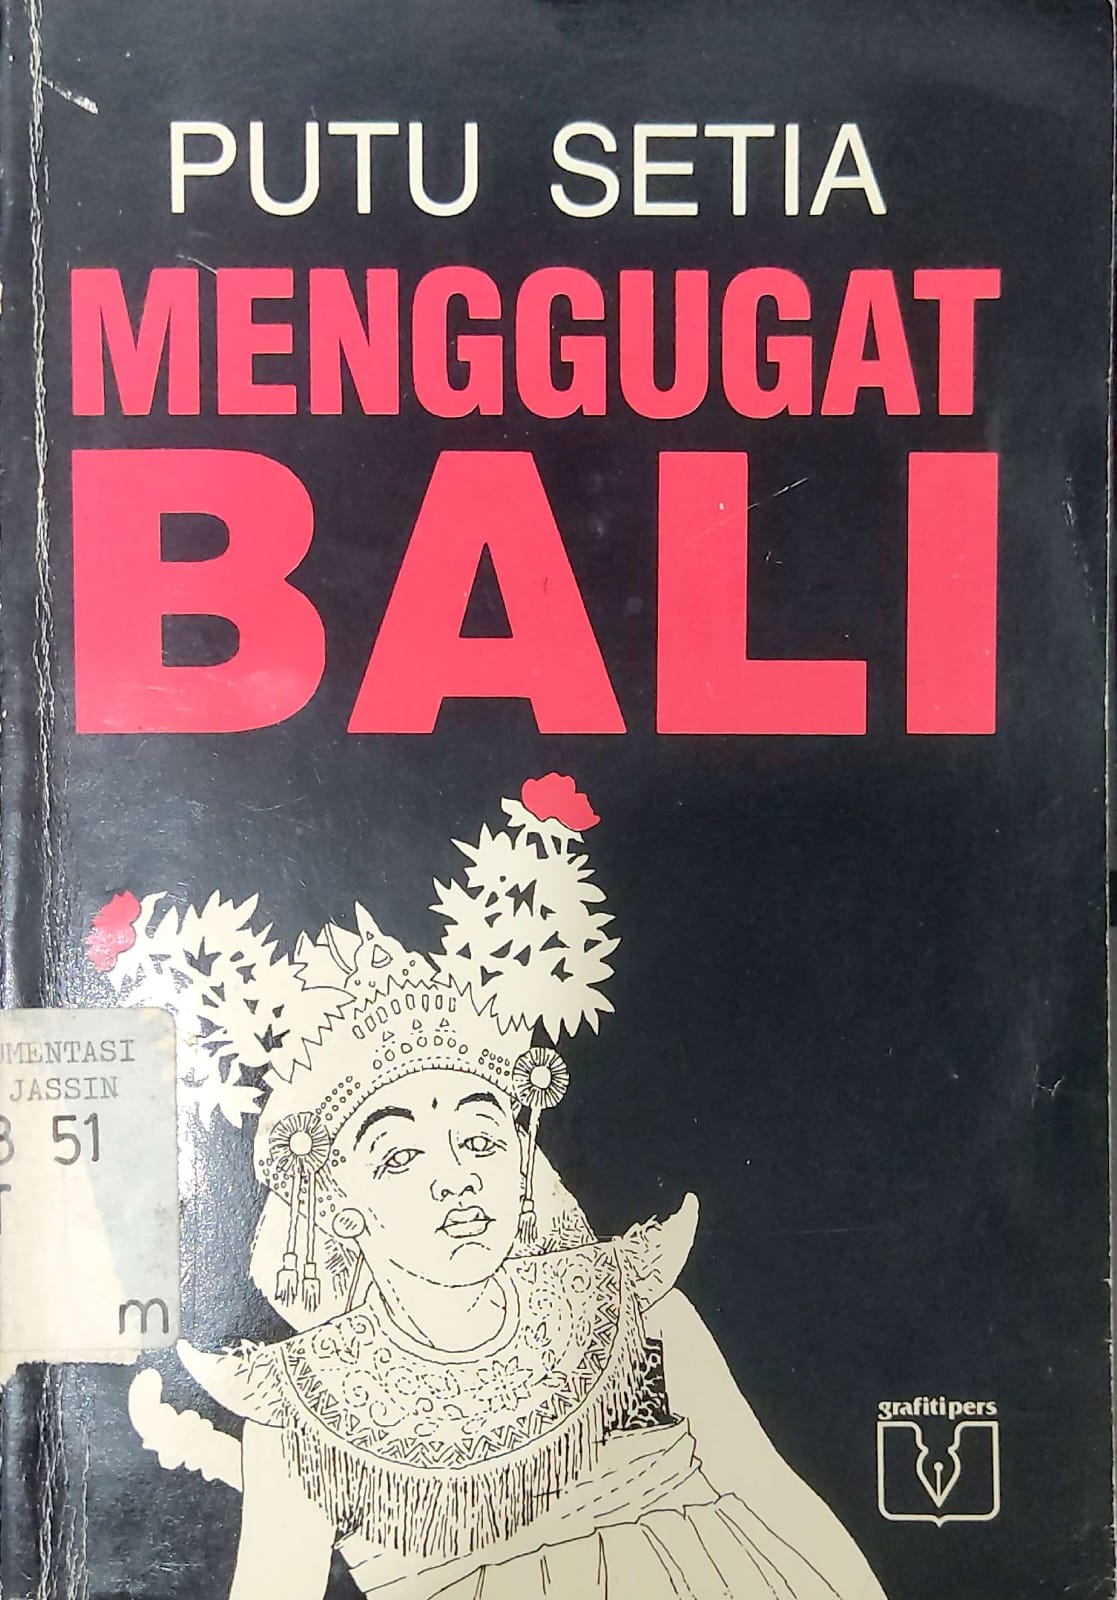 PUTU SETIA
MENGGUGAT
BALI
UMENTASI
JASSIN
51
m
grafitipers